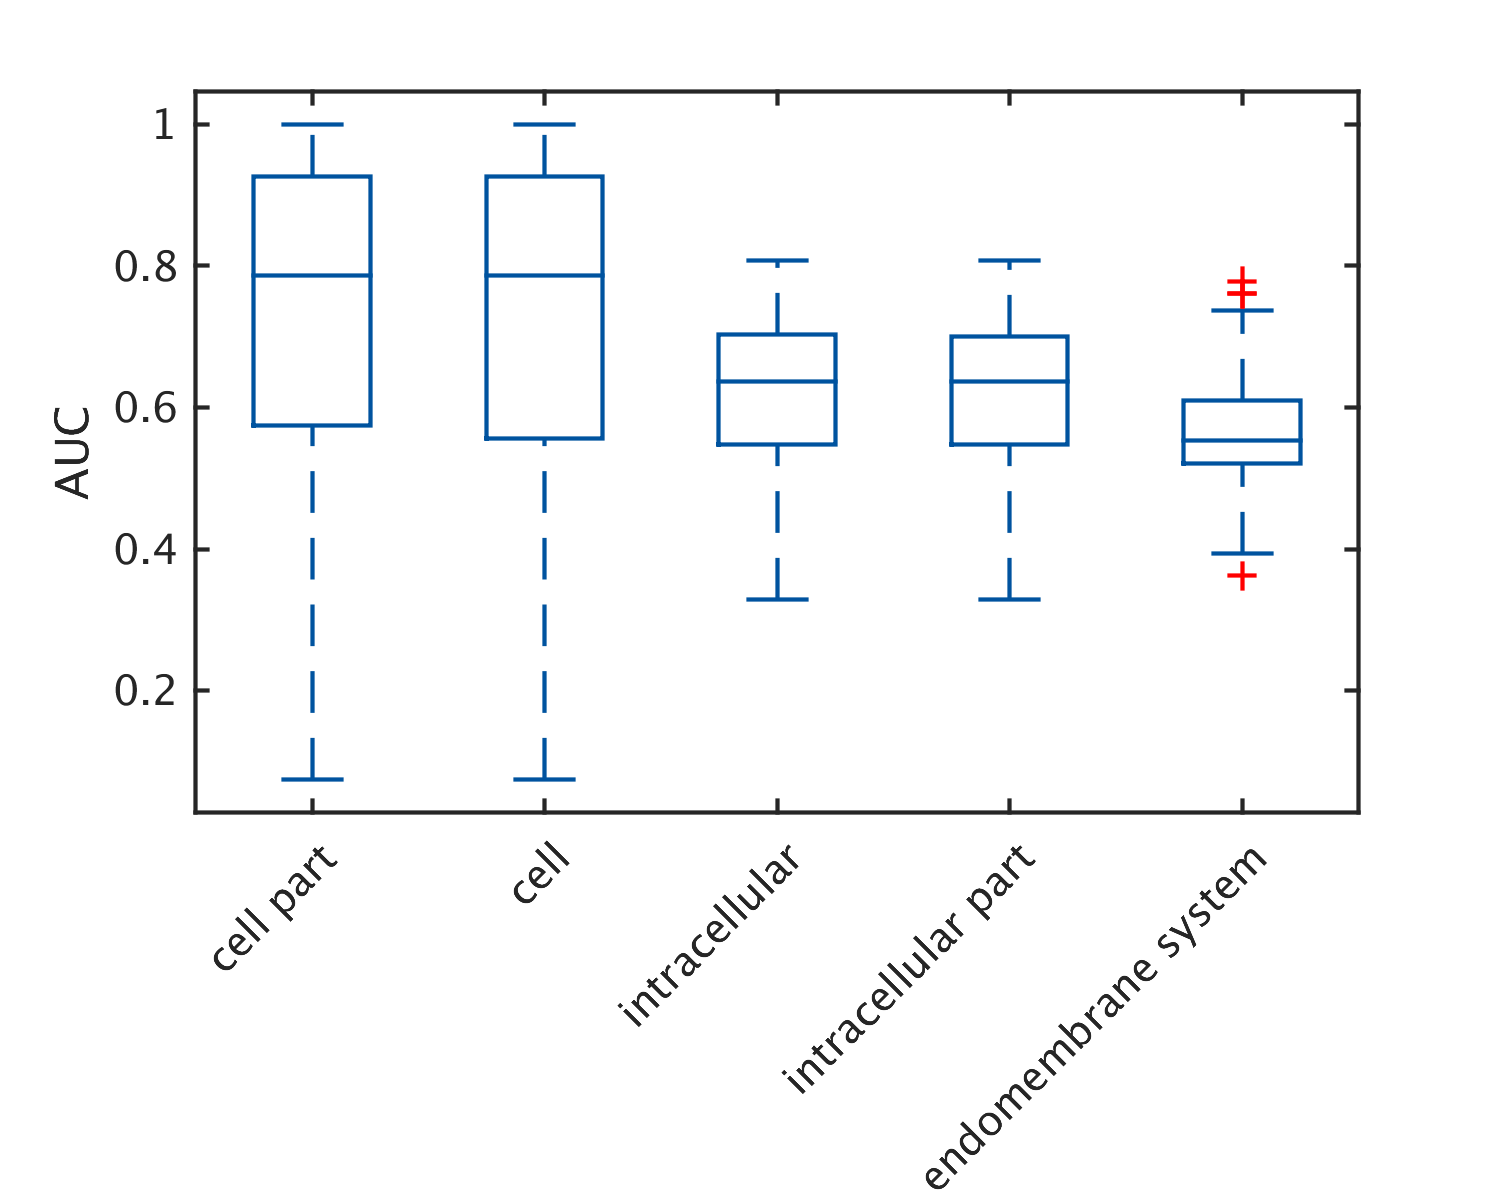 1
0.8
0.6
0.4
0.2
AUC
cell part
cell
intracellular
intracellular part
endomembrane system